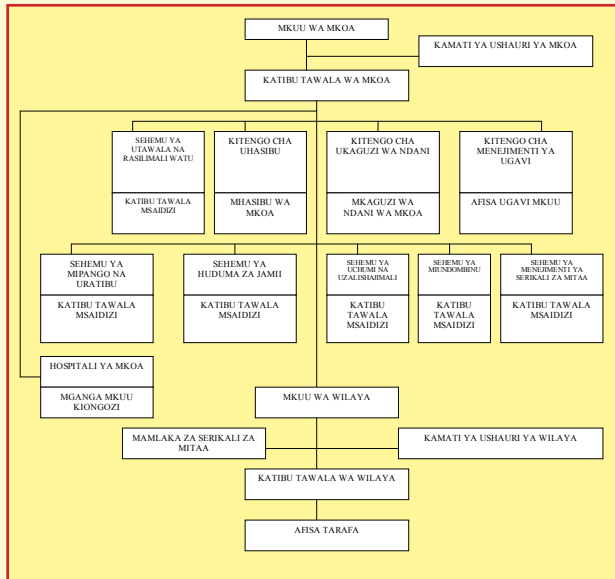 MKUU WA MKOA
KAMATI YA USHAURI YA MKOA
KATIBU TAWALA WA MKOA
SEHEMU YA
UTAWALA NA
RASILIMALI WATU
KATIBU TAWALA
MSAIDIZI
KITENGO CHA
UHASIBU
MHASIBU WA
MKOA
KITENGO CHA
UKAGUZI WA NDANI
MKAGUZI WA
NDANI WA MKOA
KITENGO CHA
MENEJIMENTI YA
UGAVI
AFISA UGAVI MKUU
SEHEMU YA
MIPANGO NA
URATIBU
KATIBU TAWALA
MSAIDIZI
SEHEMU YA
HUDUMA ZA JAMII
KATIBU TAWALA
MSAIDIZI
SEHEMU YA
UCHUMI NA
UZALISHAJIMALI
KATIBU
TAWALA
MSAIDIZI
SEHEMU YA
MIUNDOMBINU
KATIBU
TAWALA
MSAIDIZI
SEHEMU YA
MENEJIMENTI YA
SERIKALI ZA MITAA
KATIBU TAWALA
MSAIDIZI
HOSPITALI YA MKOA
MGANGA MKUU
KIONGOZI
MKUU WA WILAYA
MAMLAKA ZA SERIKALI ZA
MITAA
KAMATI YA USHAURI YA WILAYA
KATIBU TAWALA WA WILAYA
AFISA TARAFA